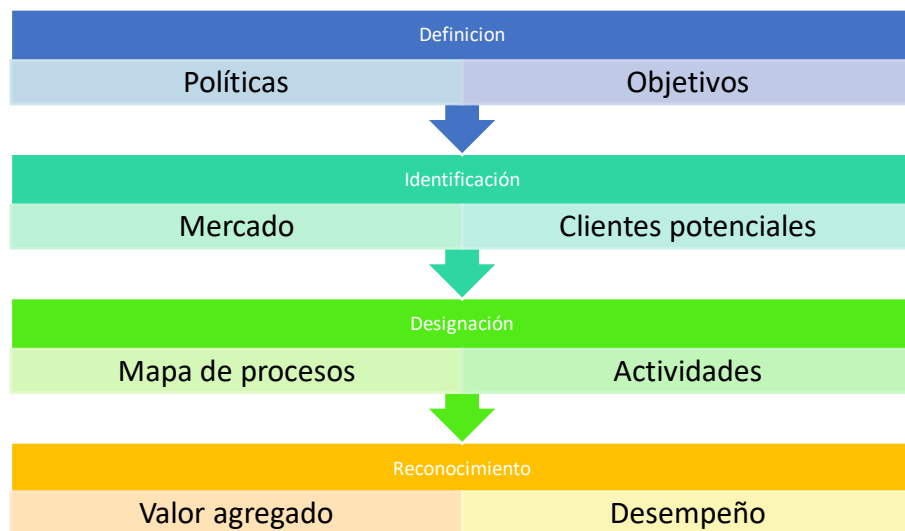 Definicion
Políticas Objetivos
Identificación
Mercado Clientes potenciales
Designación
Mapa de procesos Actividades
Reconocimiento
Valor agregado Desempeño